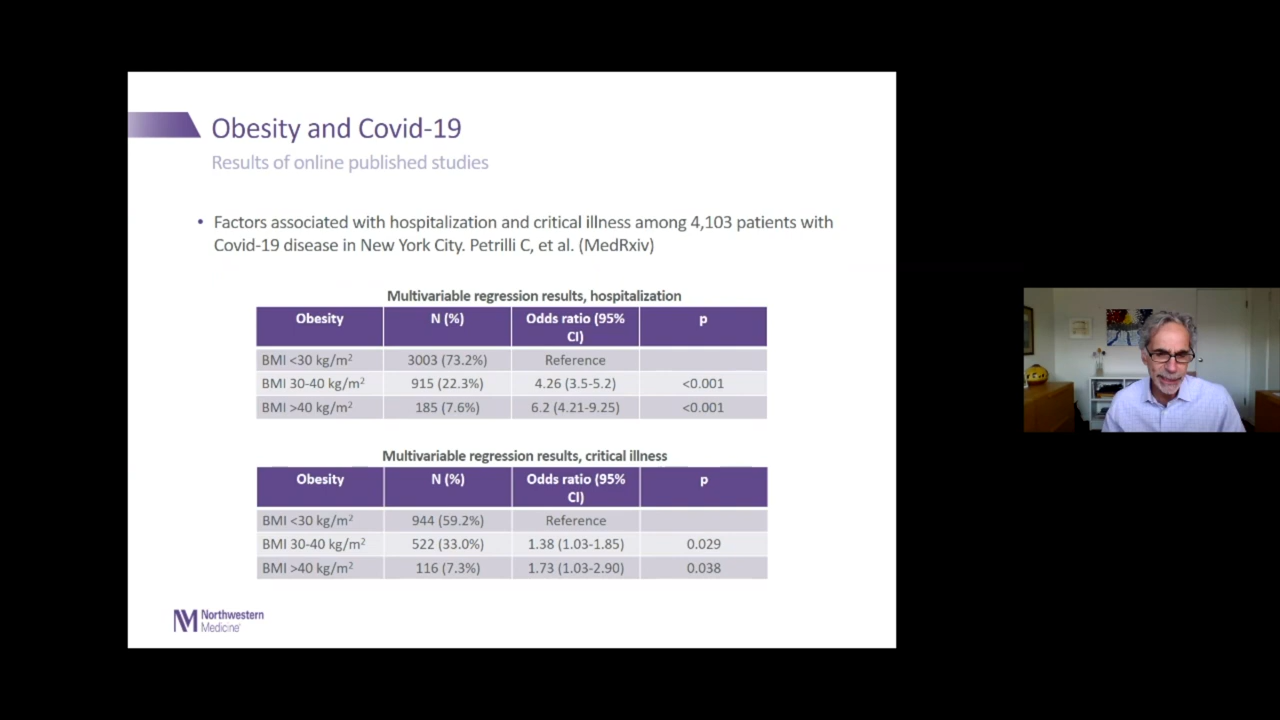 Obesity and Covid-19
Results of online published studies
• Factors associated with hospitalization and critical illness among 4,103 patients with
Covid-19 disease in New York City. Petrilli C, et al. (MedRxiv)
Multivariable regression results, hospitalization
Obesity N (%) Odds ratio (95% CI) p
BMI <30 kg/m² 3003 (73.2%) Reference
BMI 30-40 kg/m² 915 (22.3%) 4.26 (3.5-5.2) <0.001
BMI >40 kg/m² 185 (7.6%) 6.2 (4.21-9.25) <0.001
Multivariable regression results, critical illness
Obesity N (%) Odds ratio (95% CI) p
BMI <30 kg/m² 944 (59.2%) Reference
BMI 30-40 kg/m² 522 (33.0%) 1.38 (1.03-1.85) 0.029
BMI >40 kg/m² 116 (7.3%) 1.73 (1.03-2.90) 0.038
NM Northwestern
Medicine